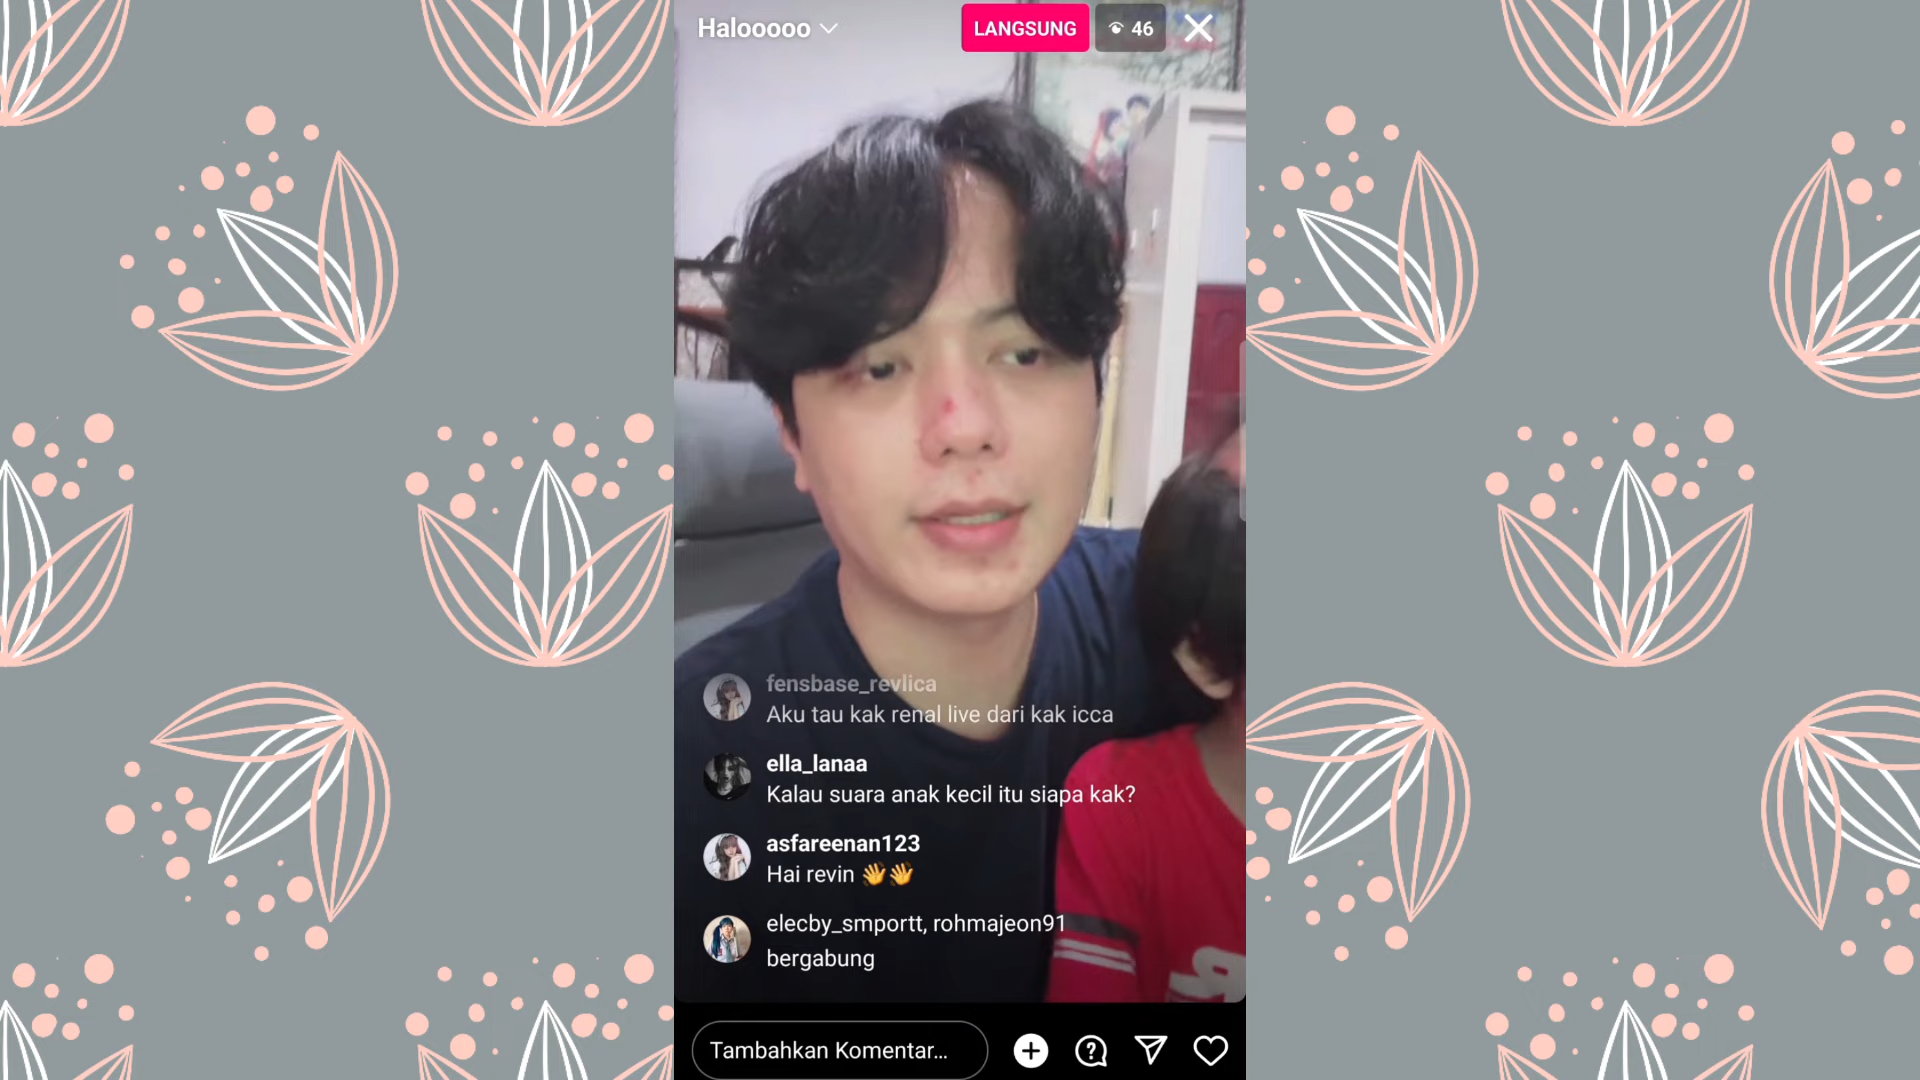 Halooooo
LANGSUNG
46
fensbase_revlica
Aku tau kak renal live dari kak icca
ella_lanaa
Kalau suara anak kecil itu siapa kak?
asfareenan123
Hai revin 👋👋
elecby_smportt, rohmajeon91
bergabung
Tambahkan Komentar...